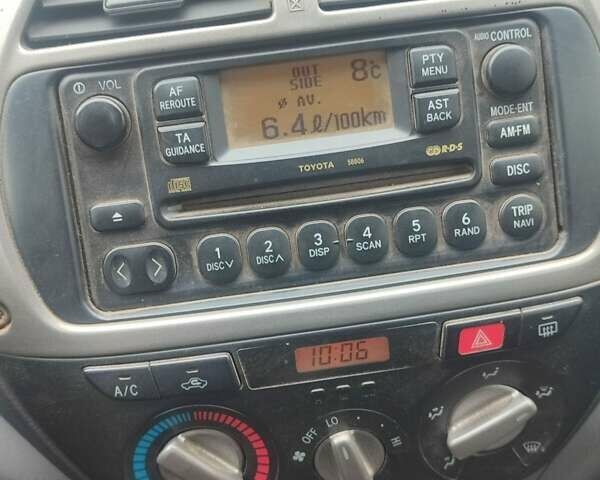 VOL
AF
REROUTE
TA
GUIDANCE
OUT
SIDE
8°C
ø AV.
6.4ℓ/100km
PTY
MENU
AST
BACK
AUDIO CONTROL
MODE·ENT
AM·FM
DISC
TRIP
NAVI
TOYOTA 58806
R·D·S
1
DISC∨
2
DISC∧
3
DISP
4
SCAN
5
RPT
6
RAND
10:06
A/C
OFF
LO
HI